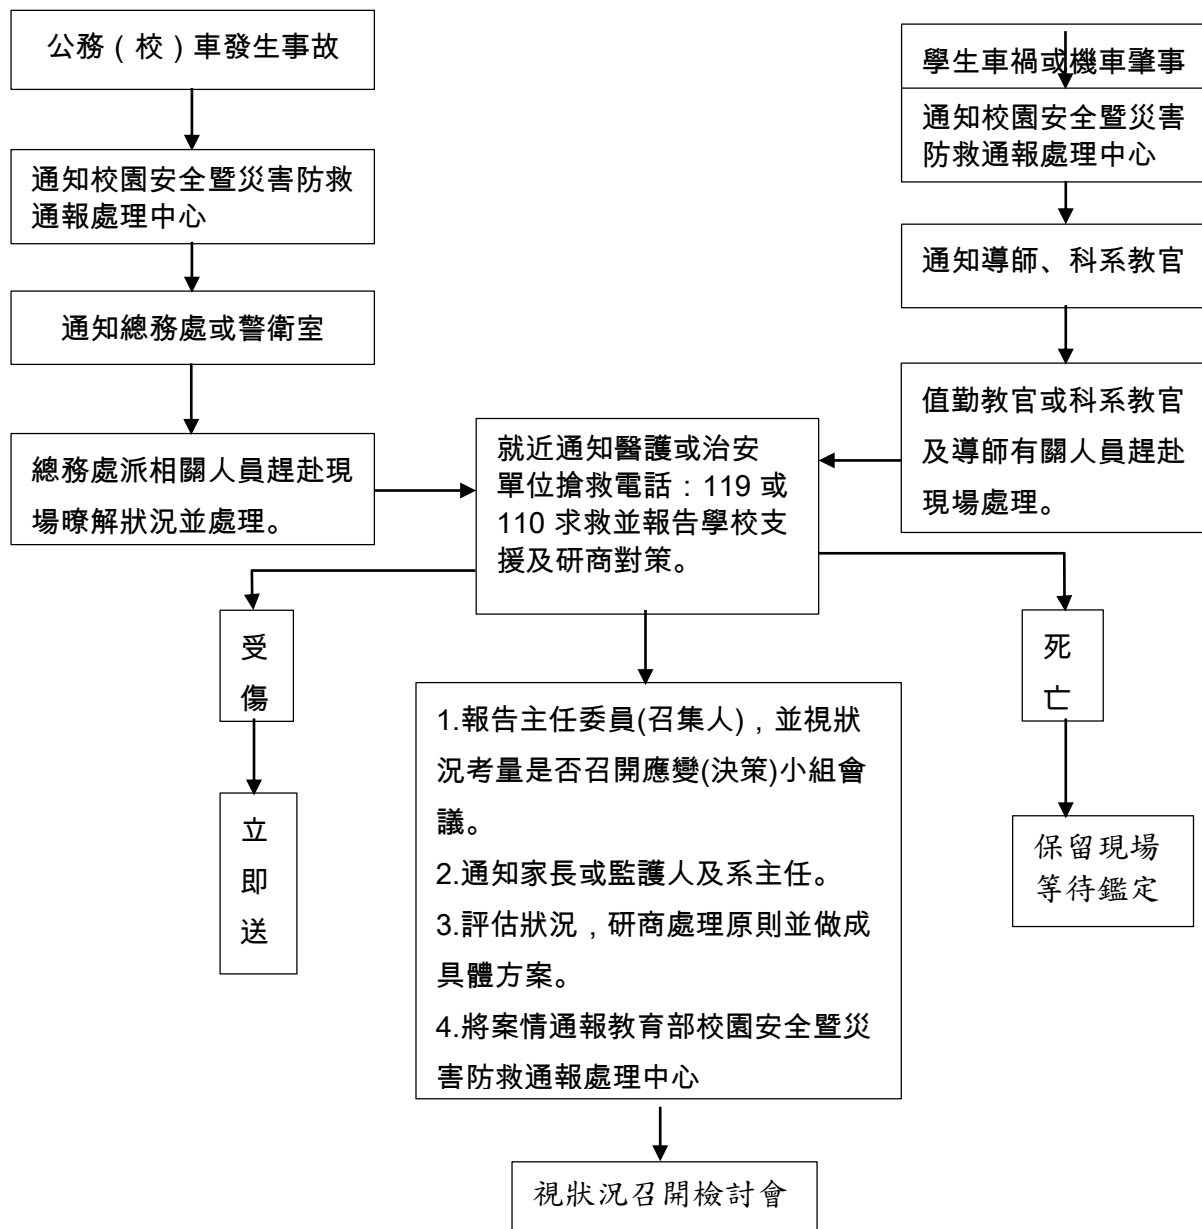 公務（校）車發生事故
通知校園安全暨災害防救
通報處理中心
通知總務處或警衛室
總務處派相關人員趕赴現
場瞭解狀況並處理。
學生車禍或機車肇事
通知校園安全暨災害
防救通報處理中心
通知導師、科系教官
值勤教官或科系教官
及導師有關人員趕赴
現場處理。
就近通知醫護或治安
單位搶救電話：119 或
110 求救並報告學校支
援及研商對策。
受
傷
立
即
送
1.報告主任委員(召集人)，並視狀
況考量是否召開應變(決策)小組會
議。
2.通知家長或監護人及系主任。
3.評估狀況，研商處理原則並做成
具體方案。
4.將案情通報教育部校園安全暨災
害防救通報處理中心
死
亡
保留現場
等待鑑定
視狀況召開檢討會